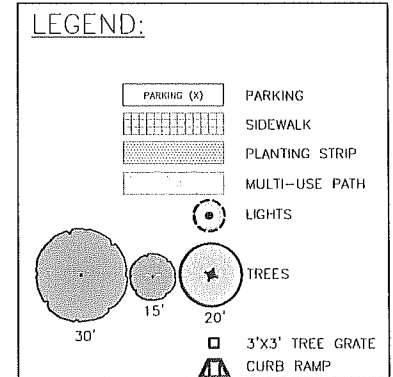 LEGEND:
PARKING (X) PARKING
SIDEWALK
PLANTING STRIP
MULTI-USE PATH
LIGHTS
TREES
30' 15' 20'
3'X3' TREE GRATE
CURB RAMP